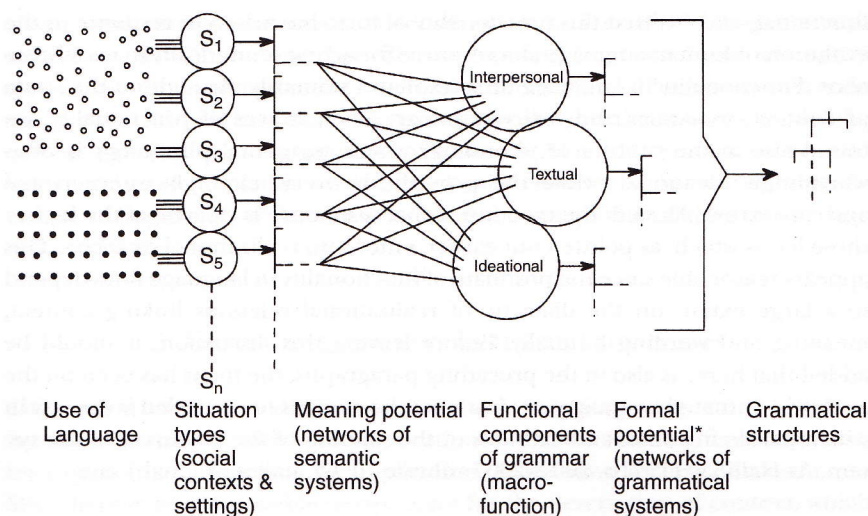 S1
S2
S3
S4
S5
Sn
Interpersonal
Textual
Ideational
Use of
Language
Situation
types
(social
contexts &
settings)
Meaning potential
(networks of
semantic
systems)
Functional
components
of grammar
(macro-
function)
Formal
potential*
(networks of
grammatical
systems)
Grammatical
structures